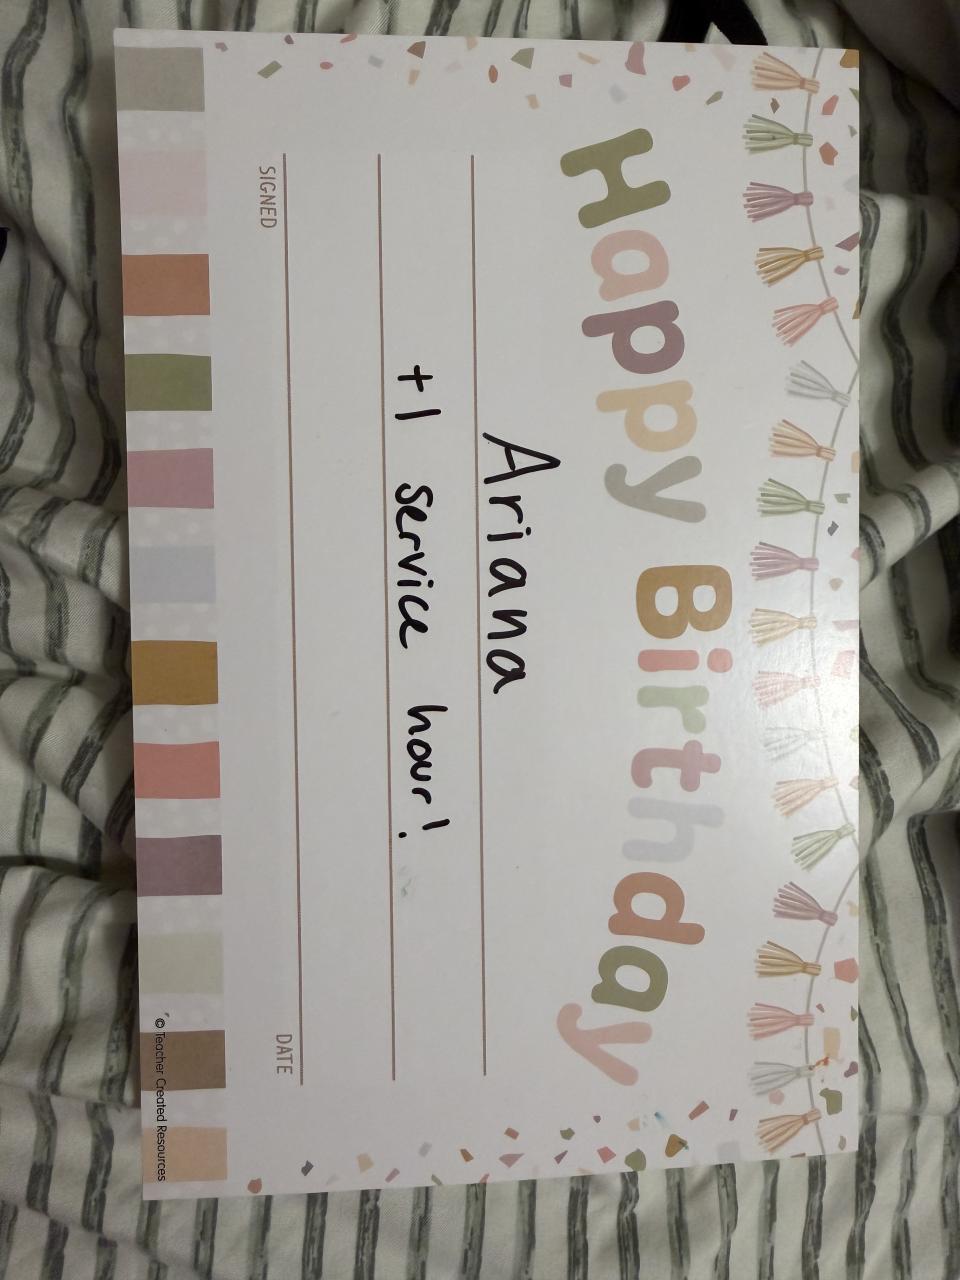 Happy Birthday
Ariana
+1 service hour!
SIGNED
DATE
© Teacher Created Resources